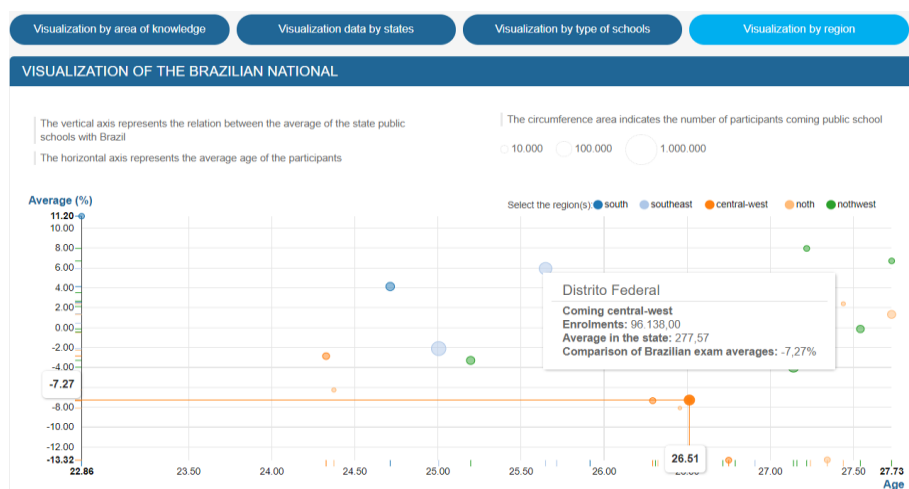 Visualization by area of knowledge
Visualization data by states
Visualization by type of schools
Visualization by region
VISUALIZATION OF THE BRAZILIAN NATIONAL
The vertical axis represents the relation between the average of the state public
schools with Brazil
The horizontal axis represents the average age of the participants
The circumference area indicates the number of participants coming public school
10.000
100.000
1.000.000
Average (%)
Select the region(s):
south
southeast
central-west
noth
nothwest
11.20
10.00
8.00
6.00
4.00
2.00
0.00
-2.00
-4.00
-7.27
-8.00
-10.00
-12.00
-13.32
Distrito Federal
Coming central-west
Enrolments: 96.138,00
Average in the state: 277,57
Comparison of Brazilian exam averages: -7,27%
26.51
22.86
23.50
24.00
24.50
25.00
25.50
26.00
27.00
27.50
27.73
Age